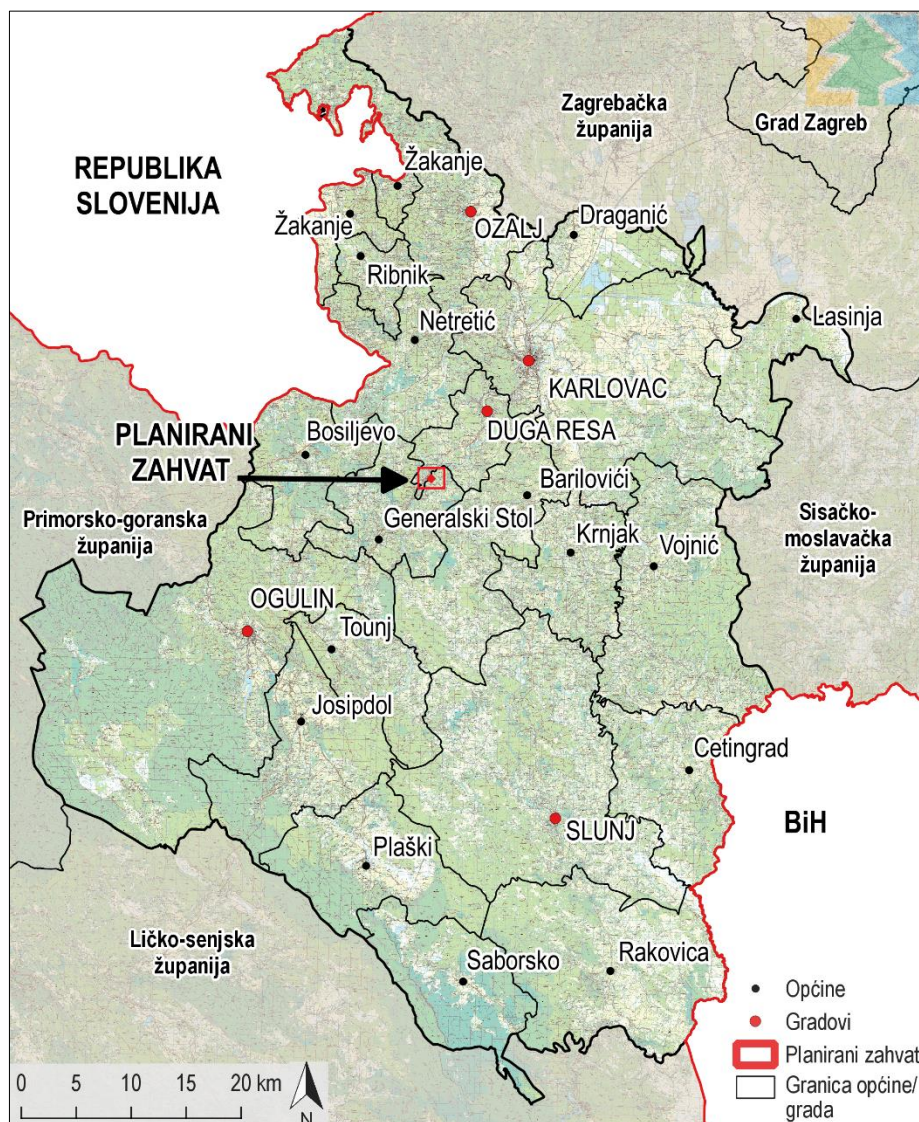 Zagrebačka
županija
Grad Zagreb
REPUBLIKA
SLOVENIJA
Žakanje
Žakanje
OZALJ
Draganić
Ribnik
Netretić
Lasinja
KARLOVAC
PLANIRANI
ZAHVAT
Bosiljevo
DUGA RESA
Barilovići
Primorsko-goranska
županija
Generalski Stol
Krnjak
Vojnić
Sisačko-
moslavačka
županija
OGULIN
Tounj
Josipdol
Cetingrad
BiH
SLUNJ
Plaški
Ličko-senjska
županija
Saborsko
Rakovica
Općine
Gradovi
Planirani zahvat
Granica općine/
grada
0 5 10 15 20 km
N